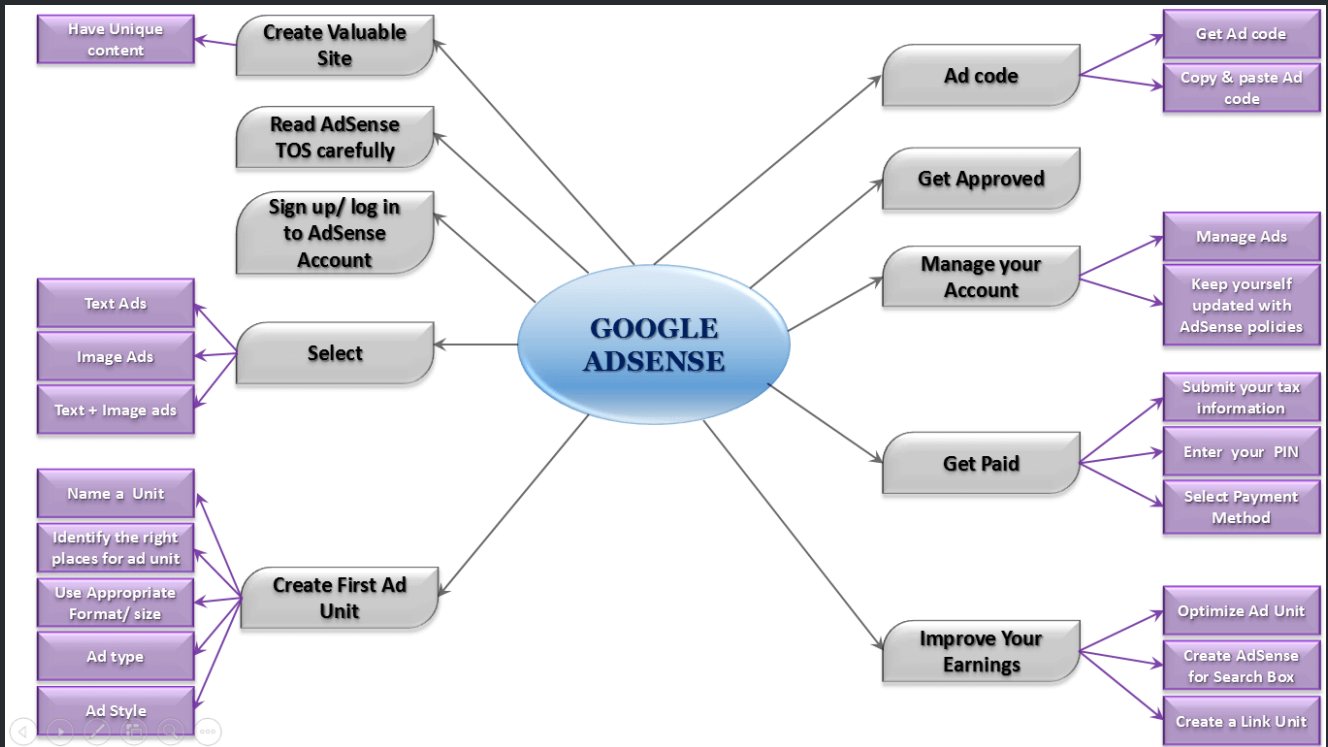 Have Unique
content
Create Valuable
Site
Read AdSense
TOS carefully
Sign up/ log in
to AdSense
Account
Text Ads
Image Ads
Text + Image ads
Select
Name a Unit
Identify the right
places for ad unit
Use Appropriate
Format/ size
Ad type
Ad Style
Create First Ad
Unit
GOOGLE
ADSENSE
Ad code
Get Ad code
Copy & paste Ad
code
Get Approved
Manage your
Account
Manage Ads
Keep yourself
updated with
AdSense policies
Get Paid
Submit your tax
information
Enter your PIN
Select Payment
Method
Improve Your
Earnings
Optimize Ad Unit
Create AdSense
for Search Box
Create a Link Unit